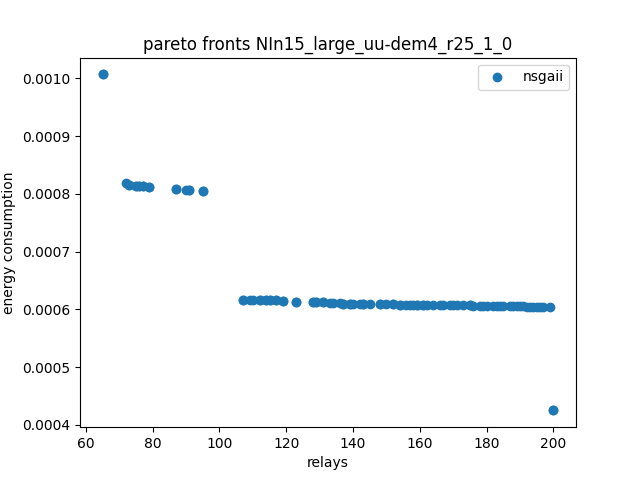 pareto fronts NIn15_large_uu-dem4_r25_1_0
nsgaii
0.0010
0.0009
0.0008
0.0007
0.0006
0.0005
0.0004
energy consumption
60 80 100 120 140 160 180 200
relays